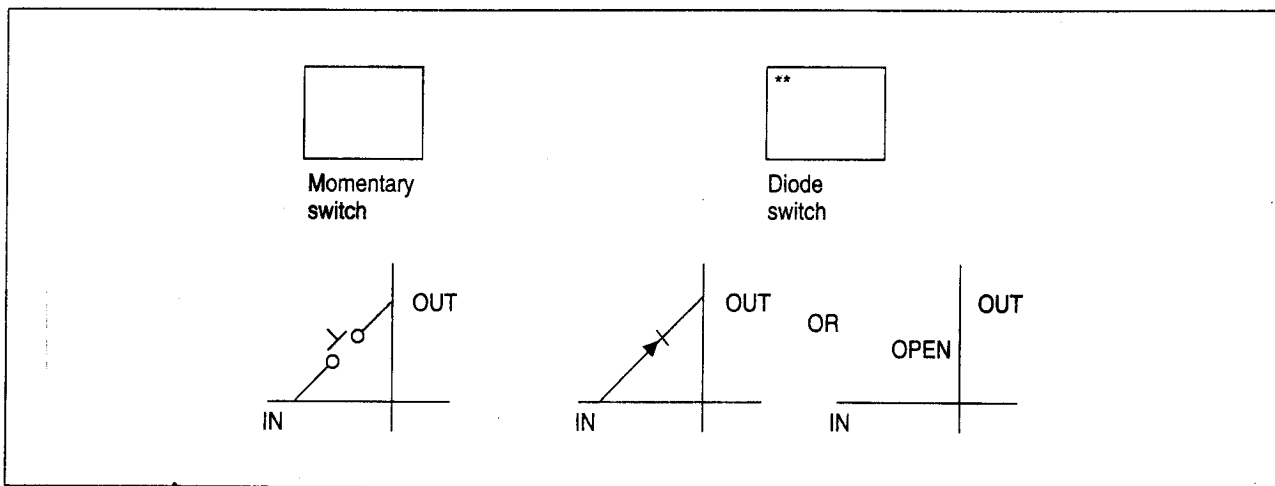 **
Momentary
switch
Diode
switch
OUT
IN
OUT
IN
OR
OPEN
OUT
IN